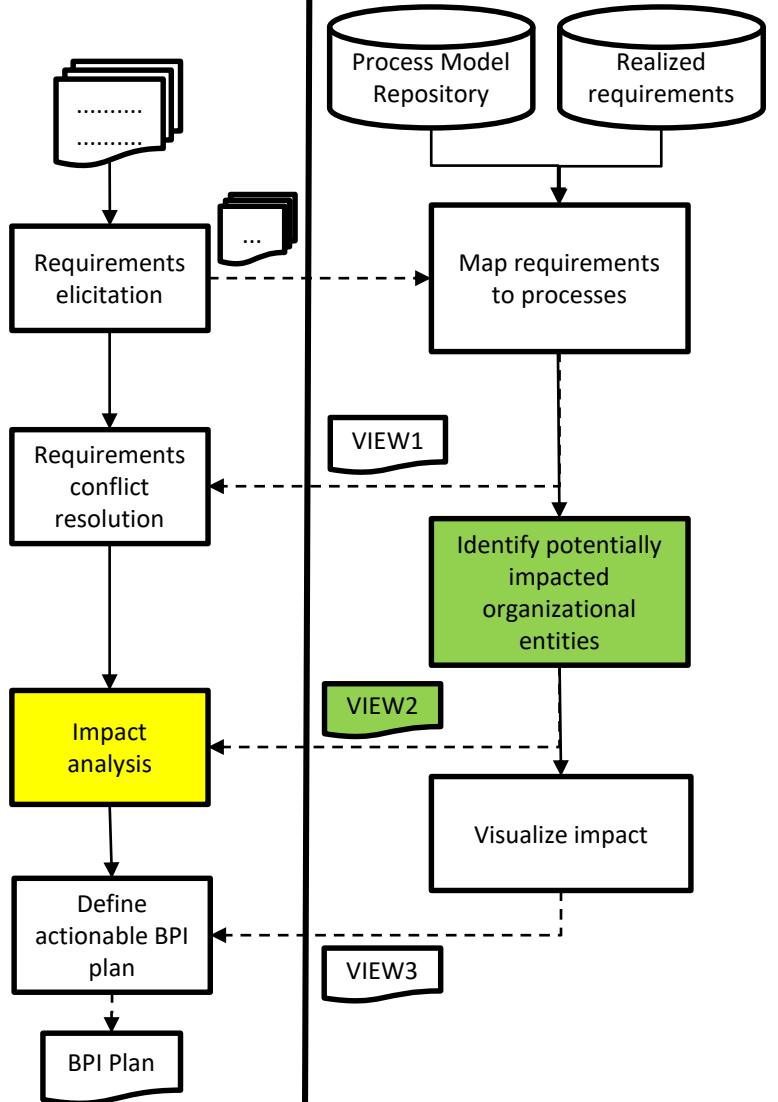 Process Model
Repository
Realized
requirements
..........
..........
...
Requirements
elicitation
Map requirements
to processes
VIEW1
Requirements
conflict
resolution
Identify potentially
impacted
organizational
entities
VIEW2
Impact
analysis
Visualize impact
Define
actionable BPI
plan
VIEW3
BPI Plan